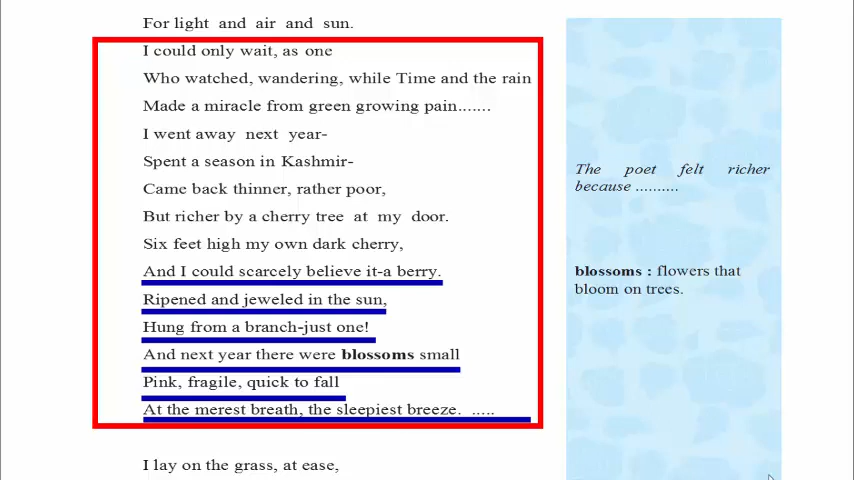 For light and air and sun.
I could only wait, as one
Who watched, wandering, while Time and the rain
Made a miracle from green growing pain.......
I went away next year-
Spent a season in Kashmir-
Came back thinner, rather poor,
But richer by a cherry tree at my door.
Six feet high my own dark cherry,
And I could scarcely believe it-a berry.
Ripened and jeweled in the sun,
Hung from a branch-just one!
And next year there were blossoms small
Pink, fragile, quick to fall
At the merest breath, the sleepiest breeze. .....
I lay on the grass, at ease,
The poet felt richer
because ..........
blossoms : flowers that
bloom on trees.